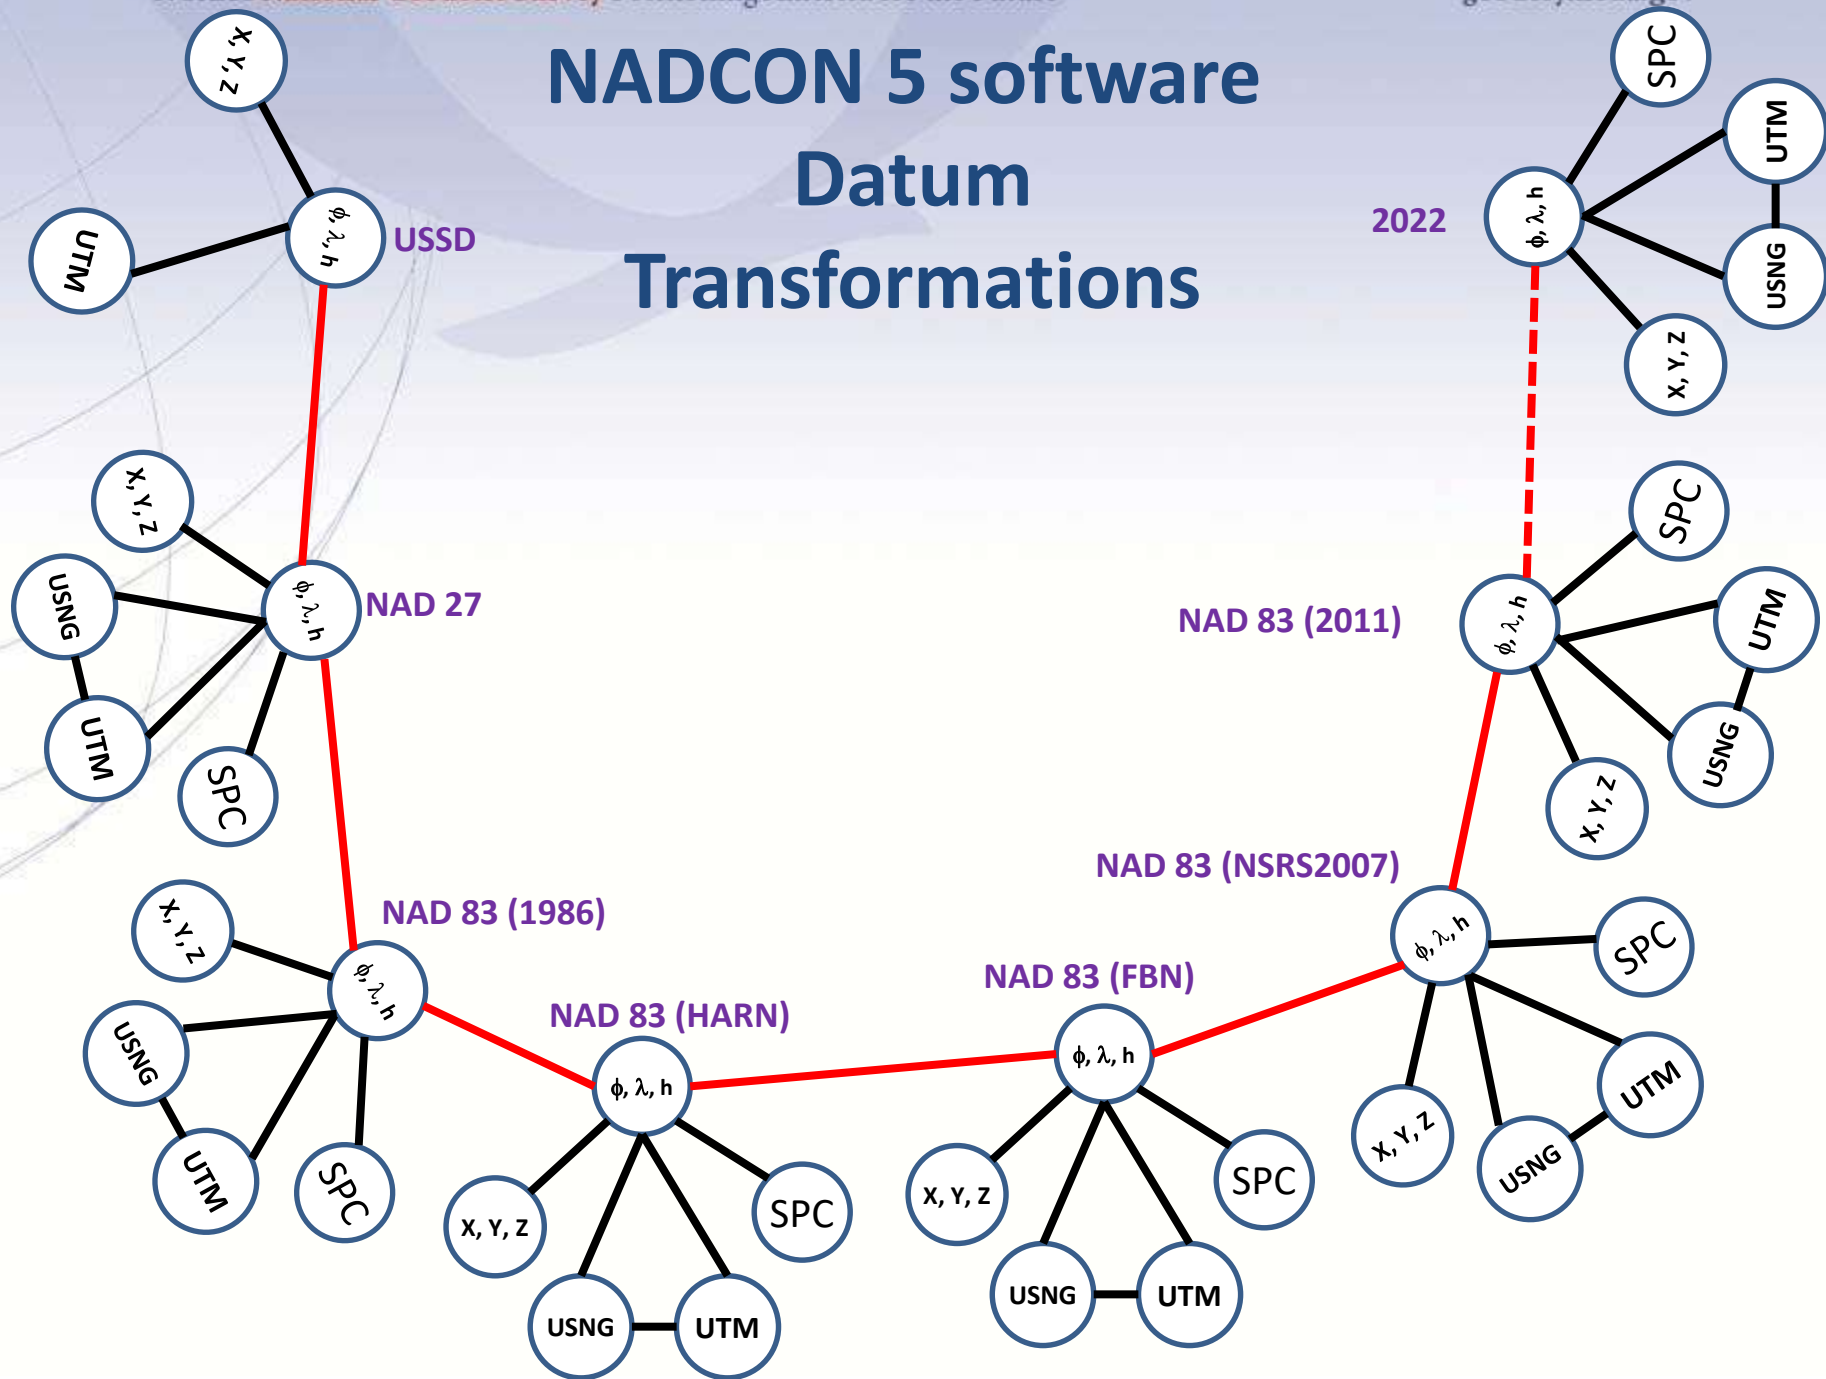 NADCON 5 software
Datum
Transformations
X, Y, Z
UTM
φ, λ, h
USSD
X, Y, Z
USNG
UTM
SPC
φ, λ, h
NAD 27
X, Y, Z
USNG
UTM
SPC
φ, λ, h
NAD 83 (1986)
NAD 83 (HARN)
φ, λ, h
X, Y, Z
USNG
UTM
SPC
NAD 83 (FBN)
φ, λ, h
X, Y, Z
USNG
UTM
SPC
NAD 83 (NSRS2007)
φ, λ, h
X, Y, Z
USNG
UTM
SPC
NAD 83 (2011)
φ, λ, h
SPC
UTM
USNG
X, Y, Z
2022
φ, λ, h
SPC
UTM
USNG
X, Y, Z